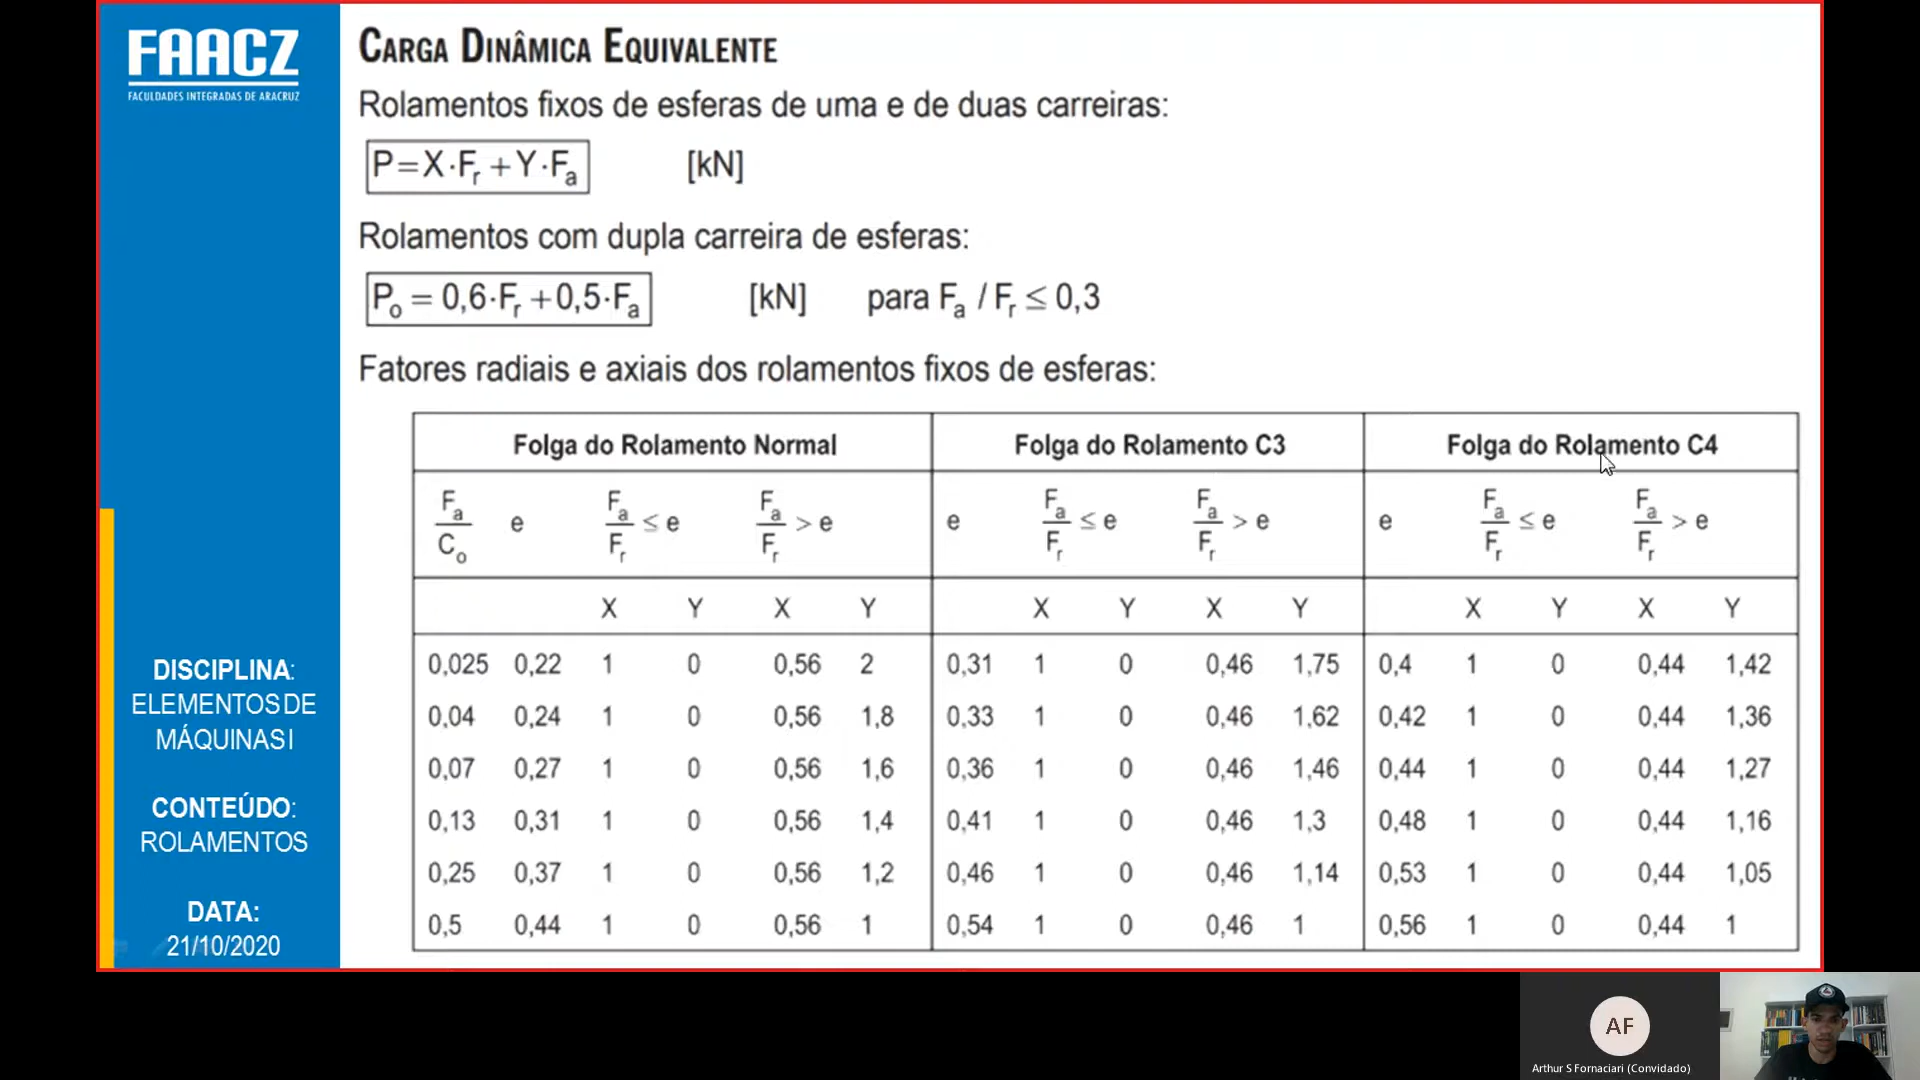 FAACZ
FACULDADES INTEGRADAS DE ARACRUZ
CARGA DINÂMICA EQUIVALENTE
Rolamentos fixos de esferas de uma e de duas carreiras:
P=X·Fr+Y·Fa [kN]
Rolamentos com dupla carreira de esferas:
Po = 0,6·Fr+0,5·Fa [kN] para Fa / Fr ≤ 0,3
Fatores radiais e axiais dos rolamentos fixos de esferas:
Folga do Rolamento Normal Folga do Rolamento C3 Folga do Rolamento C4
Fa/Co e Fa/Fr ≤ e Fa/Fr > e e Fa/Fr ≤ e Fa/Fr > e e Fa/Fr ≤ e Fa/Fr > e
X Y X Y X Y X Y X Y X Y
0,025 0,22 1 0 0,56 2 0,31 1 0 0,46 1,75 0,4 1 0 0,44 1,42
0,04 0,24 1 0 0,56 1,8 0,33 1 0 0,46 1,62 0,42 1 0 0,44 1,36
0,07 0,27 1 0 0,56 1,6 0,36 1 0 0,46 1,46 0,44 1 0 0,44 1,27
0,13 0,31 1 0 0,56 1,4 0,41 1 0 0,46 1,3 0,48 1 0 0,44 1,16
0,25 0,37 1 0 0,56 1,2 0,46 1 0 0,46 1,14 0,53 1 0 0,44 1,05
0,5 0,44 1 0 0,56 1 0,54 1 0 0,46 1 0,56 1 0 0,44 1
DISCIPLINA:
ELEMENTOS DE
MÁQUINAS I
CONTEÚDO:
ROLAMENTOS
DATA:
21/10/2020
AF
Arthur S Fornaciari (Convidado)